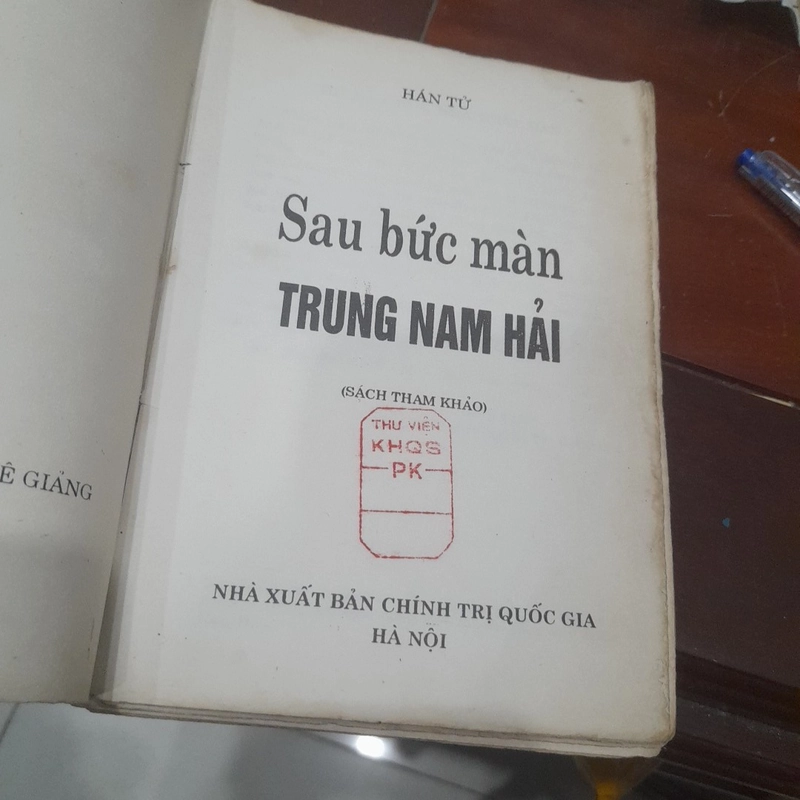 Ê GIẢNG
HÁN TỬ
Sau bức màn
TRUNG NAM HẢI
(SÁCH THAM KHẢO)
THƯ VIỆN
KHQS
PK
NHÀ XUẤT BẢN CHÍNH TRỊ QUỐC GIA
HÀ NỘI